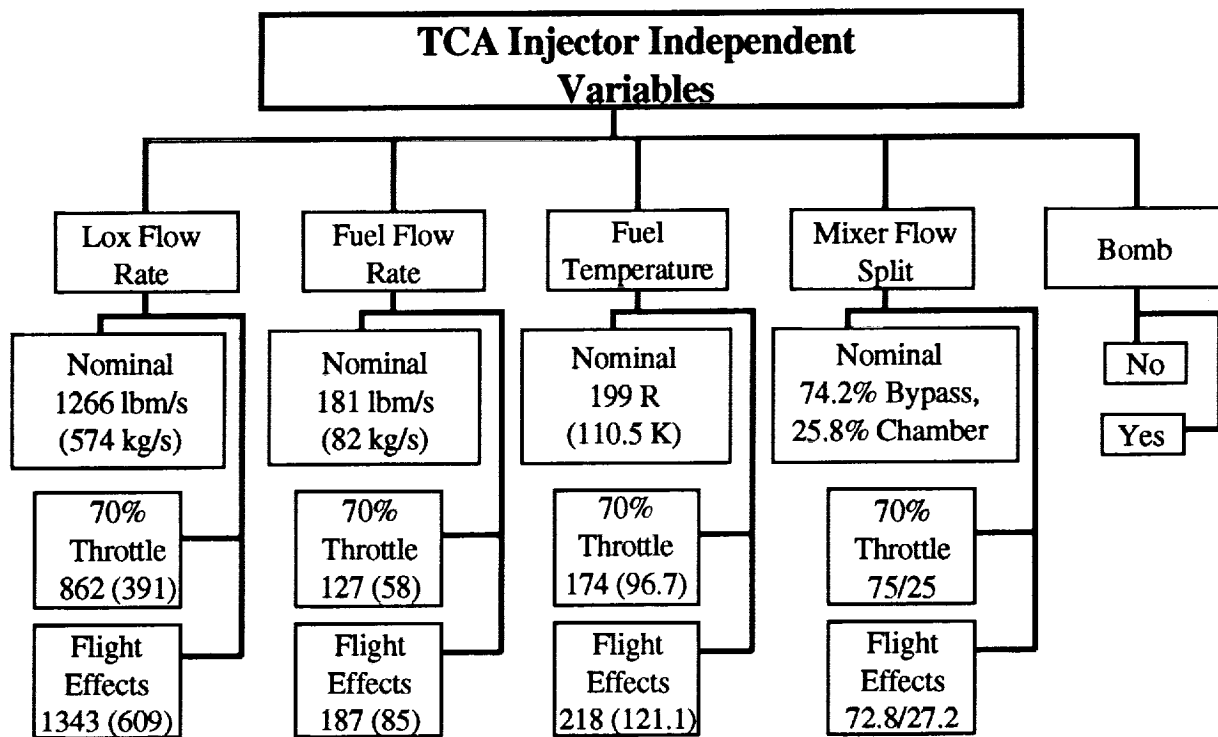 TCA Injector Independent
Variables
Lox Flow
Rate
Fuel Flow
Rate
Fuel
Temperature
Mixer Flow
Split
Bomb
Nominal
1266 lbm/s
(574 kg/s)
Nominal
181 lbm/s
(82 kg/s)
Nominal
199 R
(110.5 K)
Nominal
74.2% Bypass,
25.8% Chamber
No
Yes
70%
Throttle
862 (391)
70%
Throttle
127 (58)
70%
Throttle
174 (96.7)
70%
Throttle
75/25
Flight
Effects
1343 (609)
Flight
Effects
187 (85)
Flight
Effects
218 (121.1)
Flight
Effects
72.8/27.2